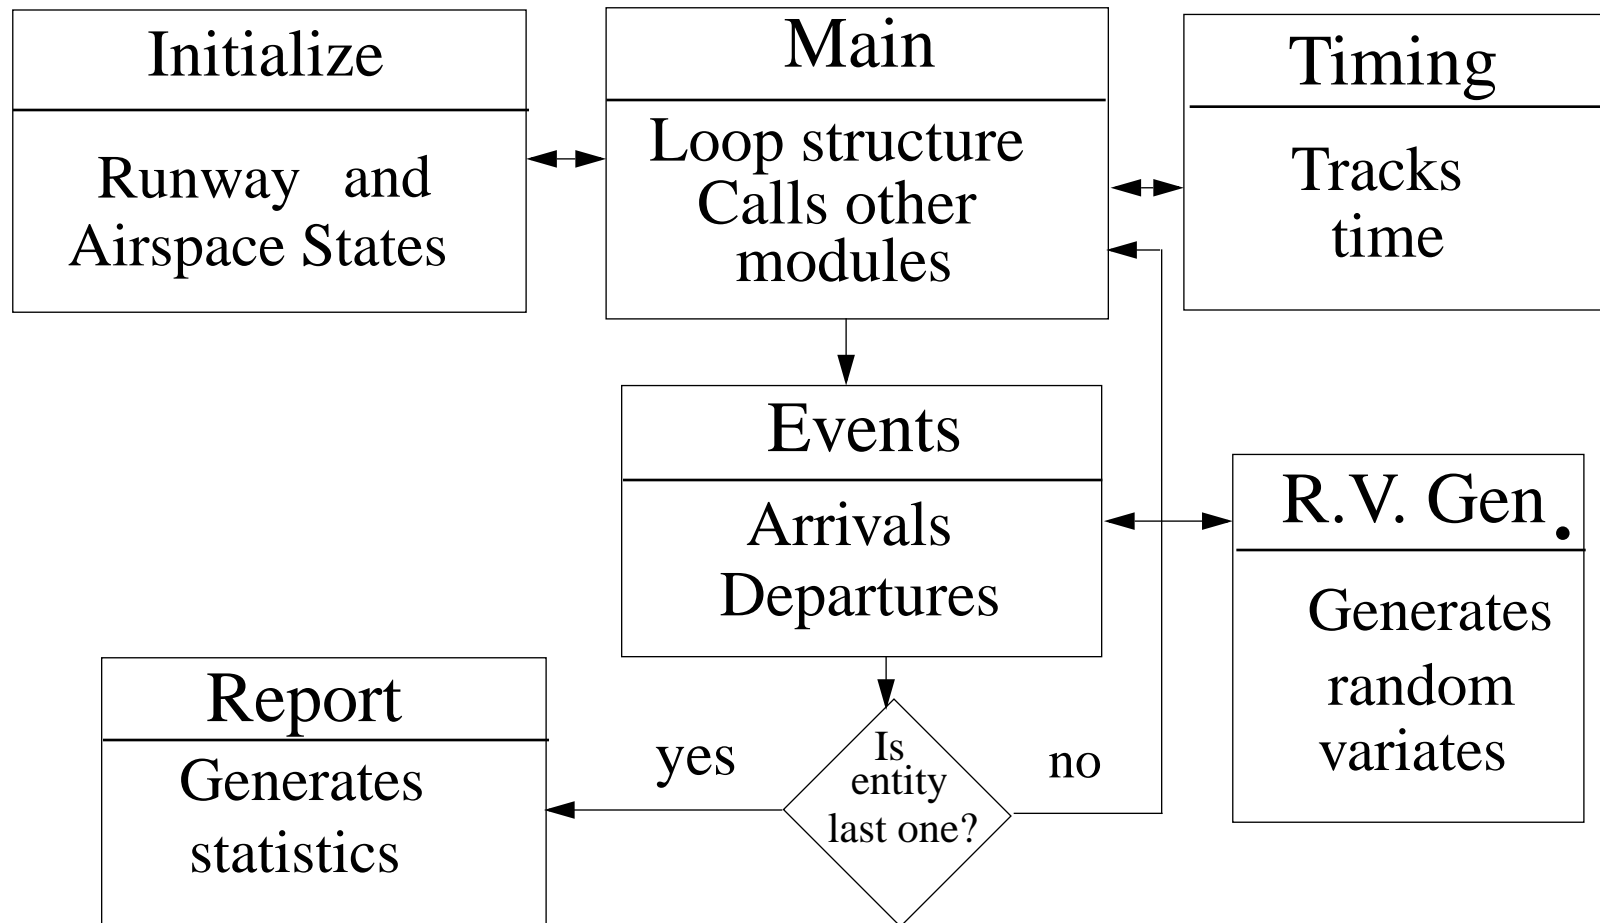 Initialize
Runway and
Airspace States
Main
Loop structure
Calls other
modules
Timing
Tracks
time
Events
Arrivals
Departures
R.V. Gen.
Generates
random
variates
Report
Generates
statistics
yes
Is
entity
last one?
no